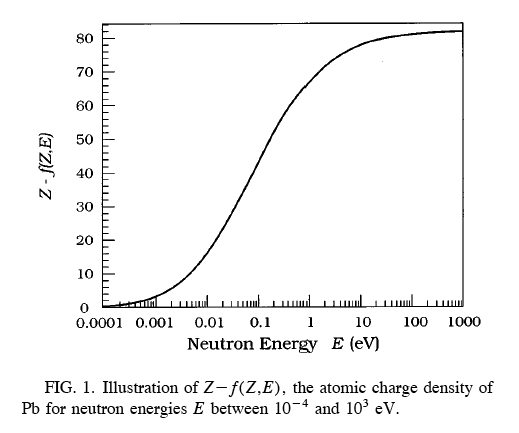 80
70
60
50
40
30
20
10
0
Z - f(Z,E)
0.0001 0.001 0.01 0.1 1 10 100 1000
Neutron Energy E (eV)
FIG. 1. Illustration of Z−f(Z,E), the atomic charge density of
Pb for neutron energies E between 10⁻⁴ and 10³ eV.